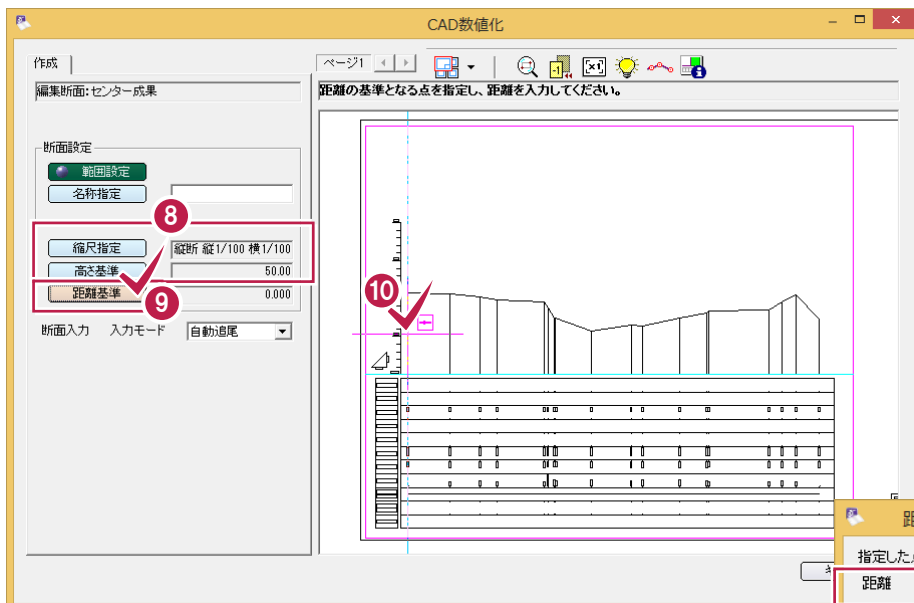 CAD数値化
作成
編集断面:センター成果
断面設定
範囲設定
名称指定
8
縮尺指定 縦断 縦1/100 横1/100
高さ基準 50.00
距離基準 0.000
9
断面入力 入力モード 自動追尾
ページ1
-1
距離の基準となる点を指定し、距離を入力してください。
10
指定した
距離